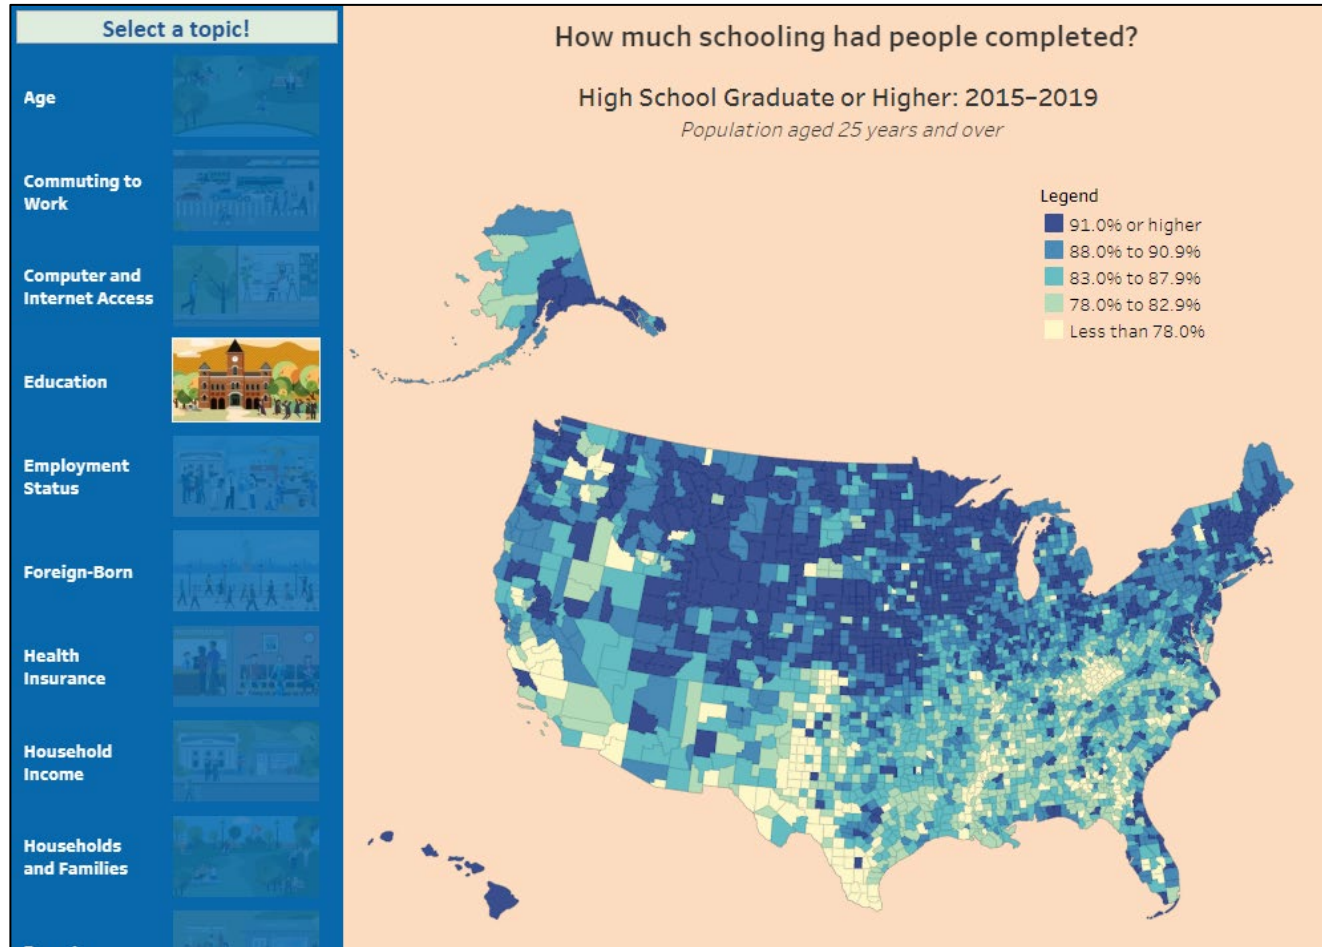 Select a topic!
Age
Commuting to
Work
Computer and
Internet Access
Education
Employment
Status
Foreign-Born
Health
Insurance
Household
Income
Households
and Families
How much schooling had people completed?
High School Graduate or Higher: 2015–2019
Population aged 25 years and over
Legend
91.0% or higher
88.0% to 90.9%
83.0% to 87.9%
78.0% to 82.9%
Less than 78.0%